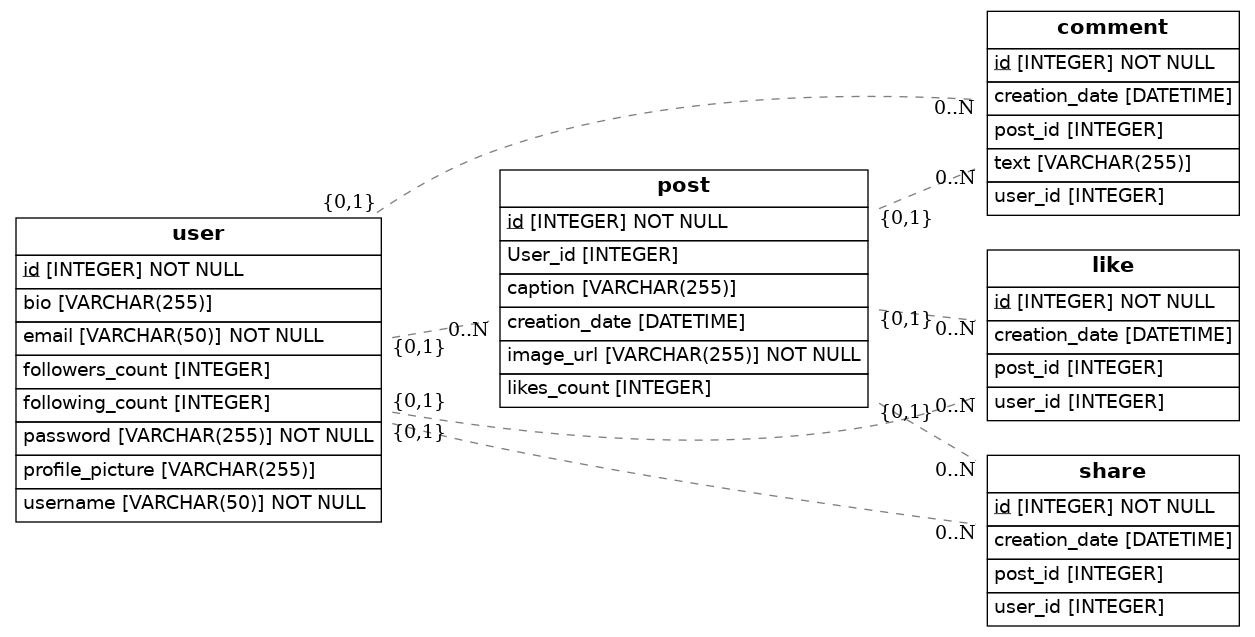 user
id [INTEGER] NOT NULL
bio [VARCHAR(255)]
email [VARCHAR(50)] NOT NULL
followers_count [INTEGER]
following_count [INTEGER]
password [VARCHAR(255)] NOT NULL
profile_picture [VARCHAR(255)]
username [VARCHAR(50)] NOT NULL
{0,1}
{0,1}
{0,1}
{0,1}
0..N
post
id [INTEGER] NOT NULL
User_id [INTEGER]
caption [VARCHAR(255)]
creation_date [DATETIME]
image_url [VARCHAR(255)] NOT NULL
likes_count [INTEGER]
{0,1}
{0,1}
{0,1}
0..N
0..N
0..N
0..N
0..N
0..N
comment
id [INTEGER] NOT NULL
creation_date [DATETIME]
post_id [INTEGER]
text [VARCHAR(255)]
user_id [INTEGER]
like
id [INTEGER] NOT NULL
creation_date [DATETIME]
post_id [INTEGER]
user_id [INTEGER]
share
id [INTEGER] NOT NULL
creation_date [DATETIME]
post_id [INTEGER]
user_id [INTEGER]